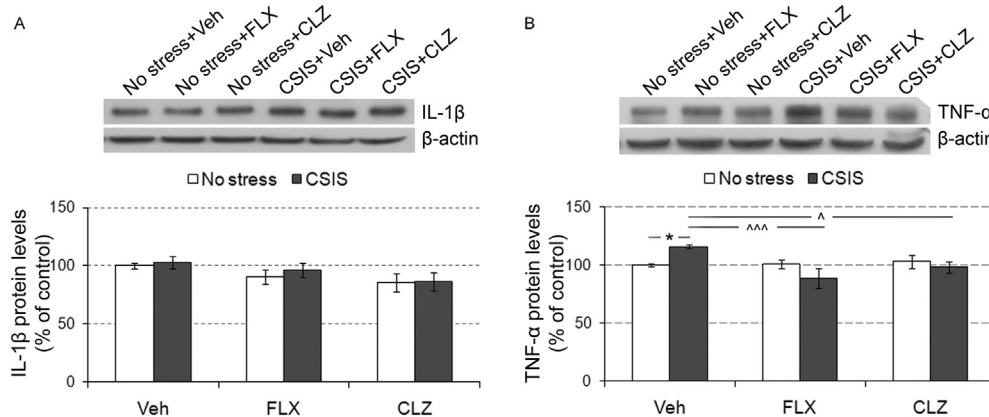 A
No stress+Veh
No stress+FLX
No stress+CLZ
CSIS+Veh
CSIS+FLX
CSIS+CLZ
IL-1β
β-actin
No stress CSIS
IL-1β protein levels
(% of control)
150
100
50
0
Veh FLX CLZ
B
No stress+Veh
No stress+FLX
No stress+CLZ
CSIS+Veh
CSIS+FLX
CSIS+CLZ
TNF-α
β-actin
No stress CSIS
TNF-α protein levels
(% of control)
150
100
50
0
^
^^^
*
Veh FLX CLZ